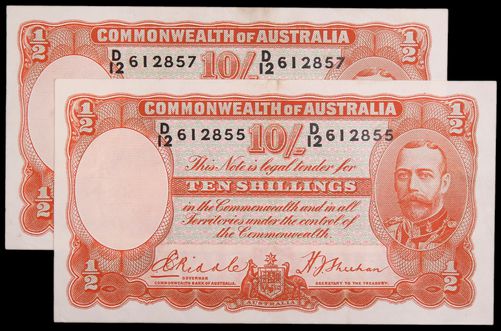 COMMONWEALTH OF AUSTRALIA
1/2
D/12 612857 10/- D/12 612857
COMMONWEALTH OF AUSTRALIA
1/2 1/2
D/12 612855 10/- D/12 612855
This Note is legal tender for
TEN SHILLINGS
in the Commonwealth and in all
Territories under the control of
the Commonwealth.
E C Riddle H J Sheehan
GOVERNOR SECRETARY TO THE TREASURY.
COMMONWEALTH BANK OF AUSTRALIA.
1/2 1/2
AUSTRALIA